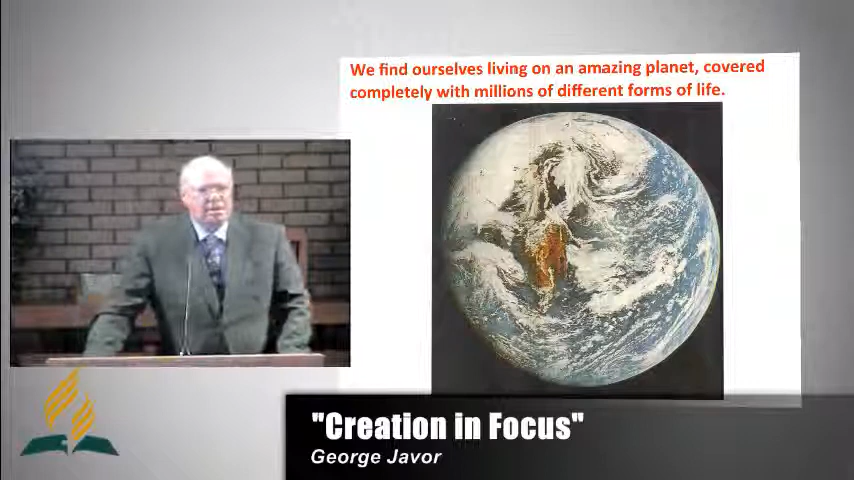 We find ourselves living on an amazing planet, covered
completely with millions of different forms of life.
"Creation in Focus"
George Javor